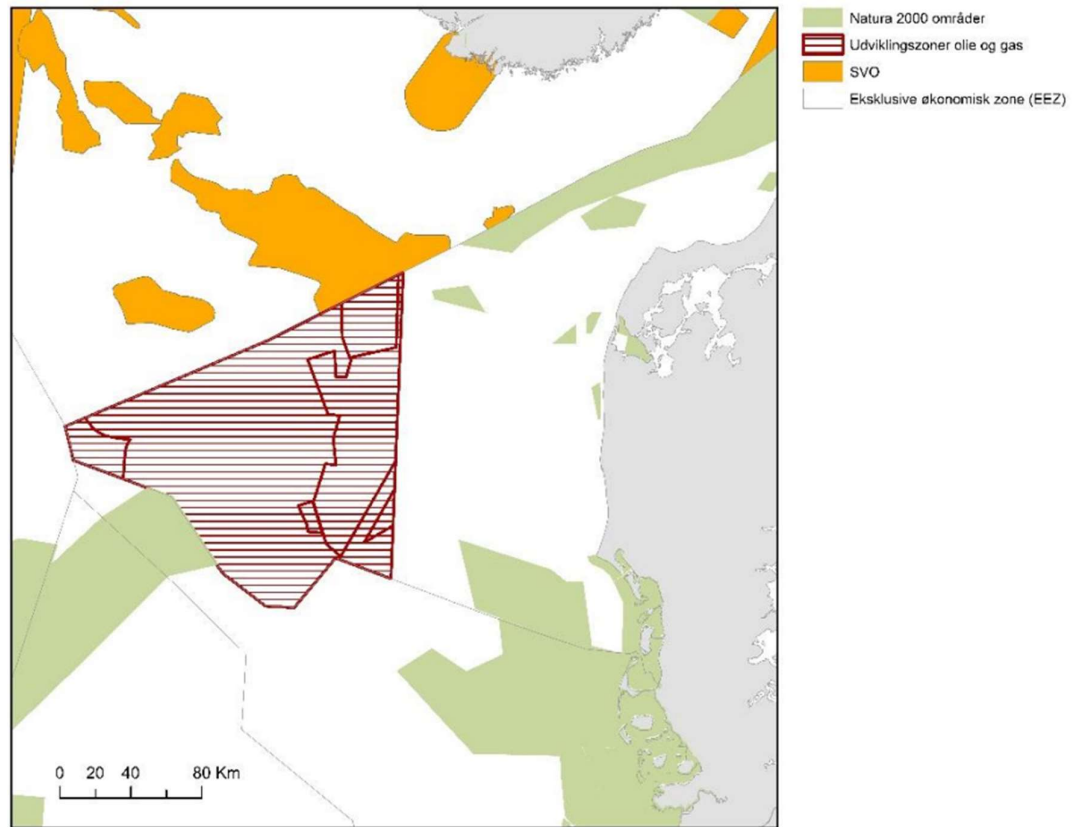 Natura 2000 områder
Udviklingszoner olie og gas
SVO
Eksklusive økonomisk zone (EEZ)
0 20 40 80 Km